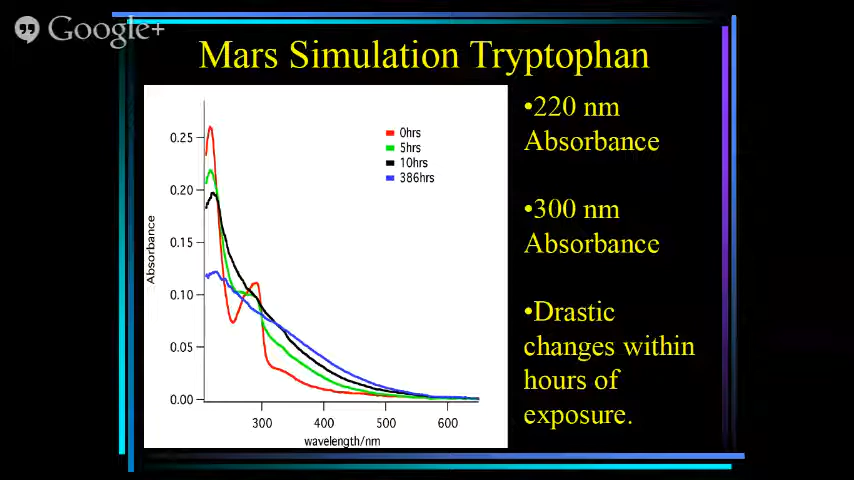 Google+
Mars Simulation Tryptophan
0hrs
5hrs
10hrs
386hrs
0.25
0.20
0.15
0.10
0.05
0.00
Absorbance
300 400 500 600
wavelength/nm
•220 nm
Absorbance
•300 nm
Absorbance
•Drastic
changes within
hours of
exposure.